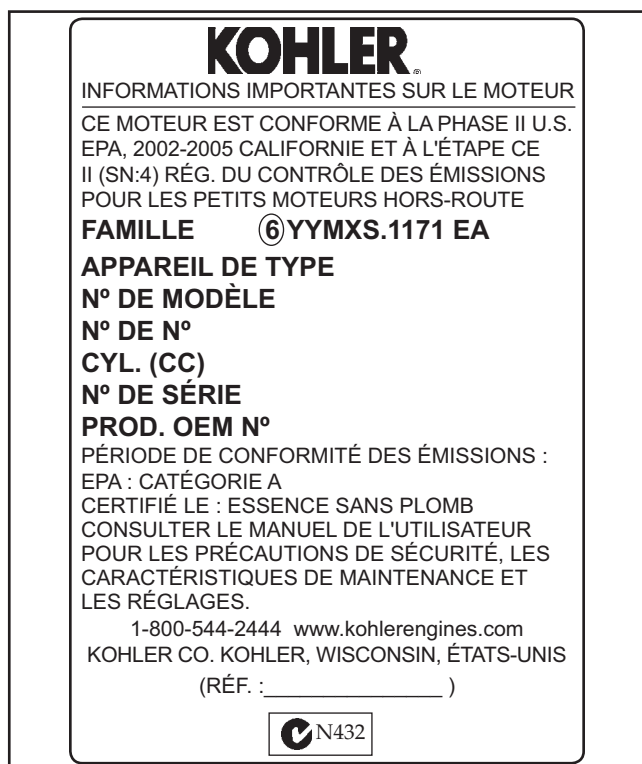 KOHLER®
INFORMATIONS IMPORTANTES SUR LE MOTEUR
CE MOTEUR EST CONFORME À LA PHASE II U.S.
EPA, 2002-2005 CALIFORNIE ET À L'ÉTAPE CE
II (SN:4) RÉG. DU CONTRÔLE DES ÉMISSIONS
POUR LES PETITS MOTEURS HORS-ROUTE
FAMILLE 6YYMXS.1171 EA
APPAREIL DE TYPE
Nº DE MODÈLE
Nº DE Nº
CYL. (CC)
Nº DE SÉRIE
PROD. OEM Nº
PÉRIODE DE CONFORMITÉ DES ÉMISSIONS :
EPA : CATÉGORIE A
CERTIFIÉ LE : ESSENCE SANS PLOMB
CONSULTER LE MANUEL DE L'UTILISATEUR
POUR LES PRÉCAUTIONS DE SÉCURITÉ, LES
CARACTÉRISTIQUES DE MAINTENANCE ET
LES RÉGLAGES.
1-800-544-2444 www.kohlerengines.com
KOHLER CO. KOHLER, WISCONSIN, ÉTATS-UNIS
(RÉF. :________________ )
N432